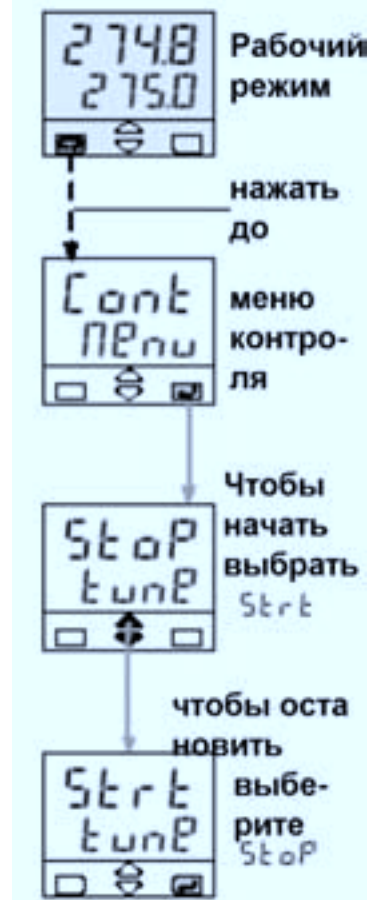 274.8
275.0
Рабочий
режим
нажать
до
Cont
MEnu
меню
контро-
ля
Чтобы
начать
выбрать
Strt
StoP
tunE
чтобы оста
новить
выбе-
рите
StoP
Strt
tunE